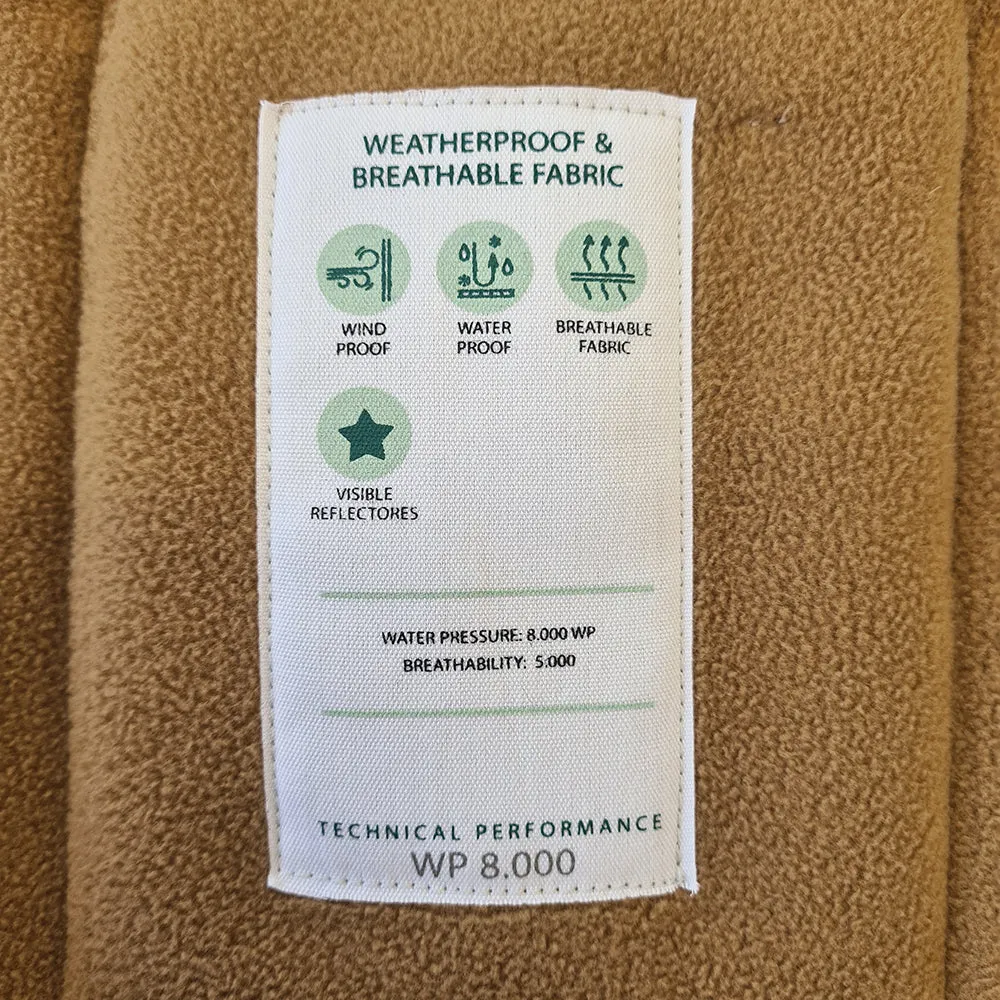 WEATHERPROOF &
BREATHABLE FABRIC
WIND
PROOF
WATER
PROOF
BREATHABLE
FABRIC
VISIBLE
REFLECTORES
WATER PRESSURE: 8.000 WP
BREATHABILITY: 5.000
TECHNICAL PERFORMANCE
WP 8.000